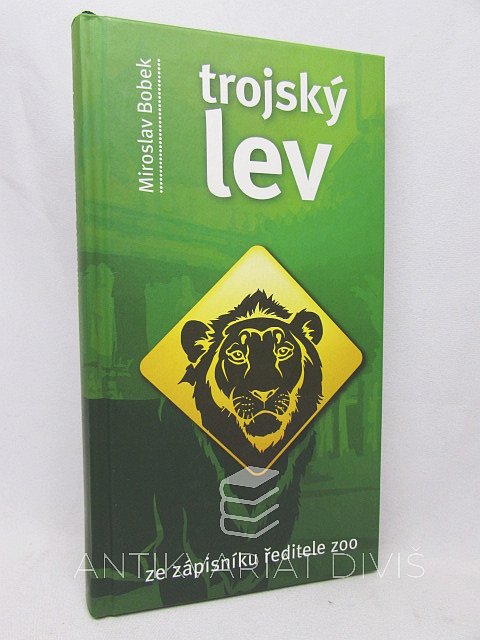 Miroslav Bobek
trojský
lev
ze zápisníku ředitele zoo
ANTIKVARIÁT DIVIŠ